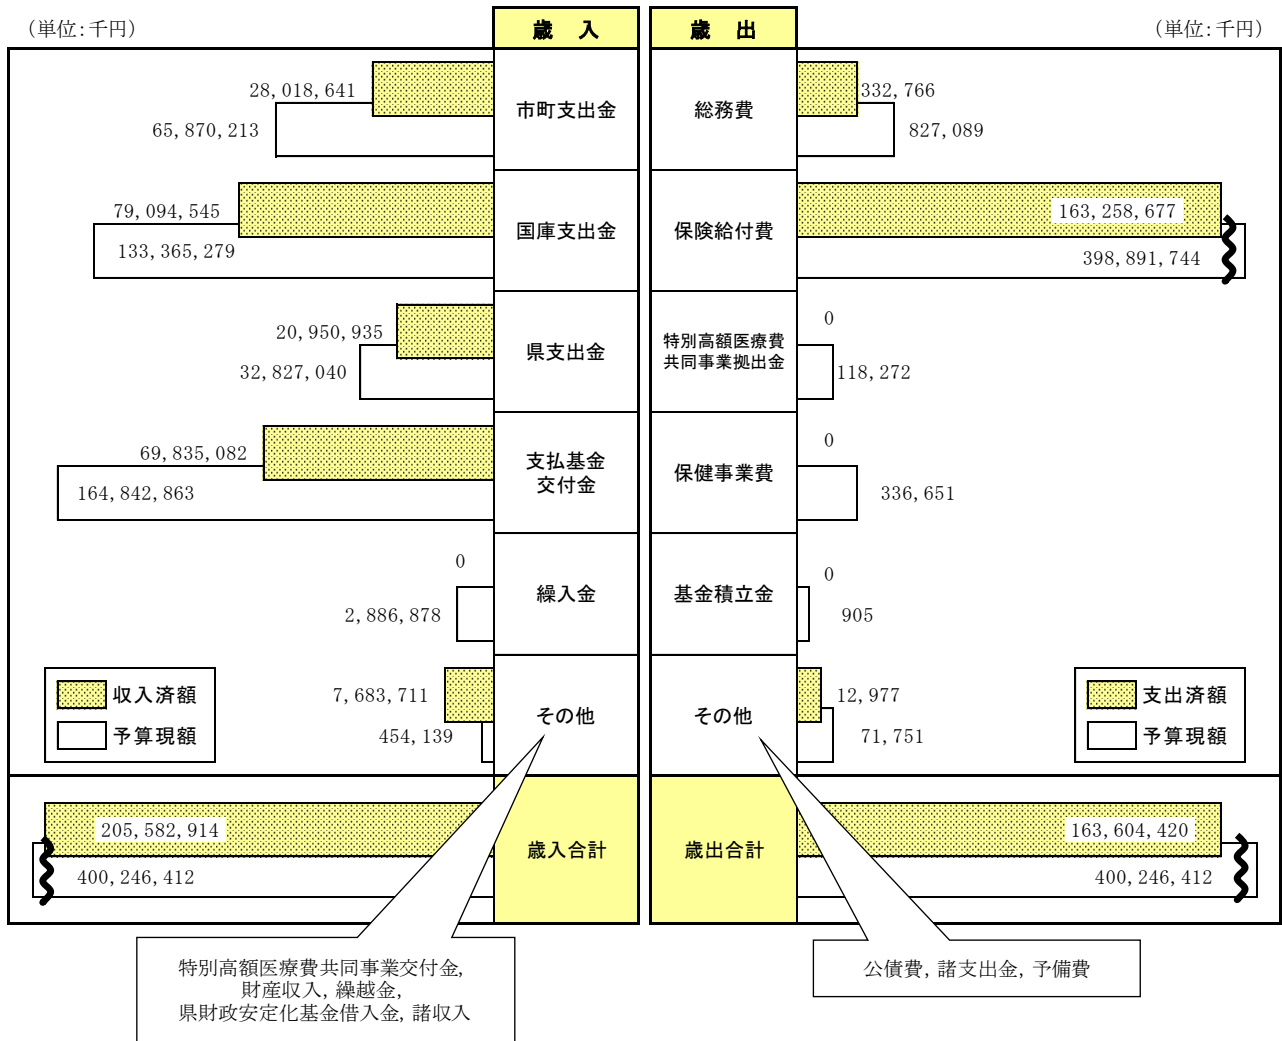 （単位：千円）
歳 入
歳 出
（単位：千円）
28,018,641
65,870,213
市町支出金
総務費
332,766
827,089
79,094,545
133,365,279
国庫支出金
保険給付費
163,258,677
398,891,744
20,950,935
32,827,040
県支出金
特別高額医療費
共同事業拠出金
0
118,272
69,835,082
164,842,863
支払基金
交付金
保健事業費
0
336,651
0
2,886,878
繰入金
基金積立金
0
905
収入済額
予算現額
7,683,711
454,139
その他
その他
12,977
71,751
支出済額
予算現額
205,582,914
400,246,412
歳入合計
歳出合計
163,604,420
400,246,412
特別高額医療費共同事業交付金，
財産収入，繰越金，
県財政安定化基金借入金，諸収入
公債費，諸支出金，予備費